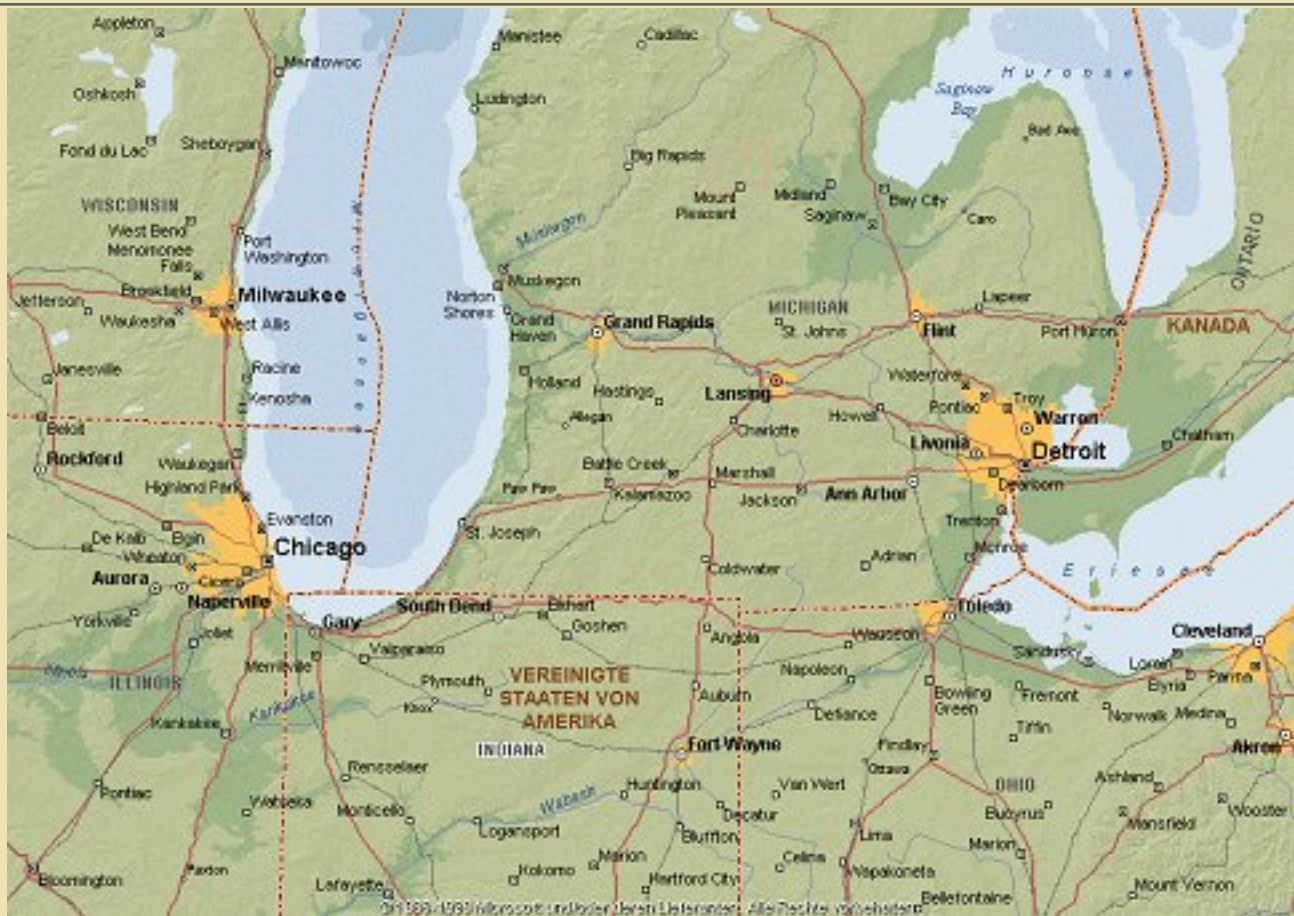 Appleton
Manistee
Cadillac
Manitowoc
Huronsee
Oshkosh
Ludington
Saginaw
Bay
Bad Axe
Fond du Lac
Sheboygan
Big Rapids
Mount
Pleasant
Midland
Bay City
Saginaw
Caro
WISCONSIN
West Bend
Menomonee
Falls
Port
Washington
Muskegon
ONTARIO
Muskegon
Jefferson
Brookfield
Milwaukee
Norton
Shores
MICHIGAN
Lapeer
Waukesha
West Allis
Grand
Haven
Grand Rapids
St. Johns
Flint
Port Huron
KANADA
Janesville
Racine
Holland
Hastings
Lansing
Waterford
Kenosha
Allegan
Howell
Pontiac
Troy
Warren
Beloit
Charlotte
Livonia
Detroit
Chatham
Rockford
Waukegan
Battle Creek
Marshall
Highland Park
Paw Paw
Kalamazoo
Jackson
Ann Arbor
Dearborn
Evanston
St. Joseph
Trenton
De Kalb
Elgin
Chicago
Monroe
Wheaton
Adrian
Eriesee
Aurora
Cicero
Coldwater
Naperville
South Bend
Elkhart
Toledo
Yorkville
Gary
Goshen
Angola
Wauseon
Cleveland
Joliet
Valparaiso
Sandusky
Lorain
Merrillville
Napoleon
Elyria
Parma
ILLINOIS
Plymouth
VEREINIGTE
STAATEN VON
AMERIKA
Auburn
Bowling
Green
Fremont
Kankakee
Knox
Defiance
Norwalk
Medina
Kankakee
Tiffin
INDIANA
Fort Wayne
Findlay
Akron
Ottawa
Rensselaer
Pontiac
Huntington
Van Wert
OHIO
Ashland
Watseka
Monticello
Wabash
Decatur
Bucyrus
Wooster
Logansport
Bluffton
Lima
Mansfield
Marion
Bloomington
Paxton
Kokomo
Marion
Celina
Wapakoneta
Lafayette
Hartford City
Bellefontaine
Mount Vernon
Microsoft und/oder deren Lieferanten. Alle Rechte vorbehalten